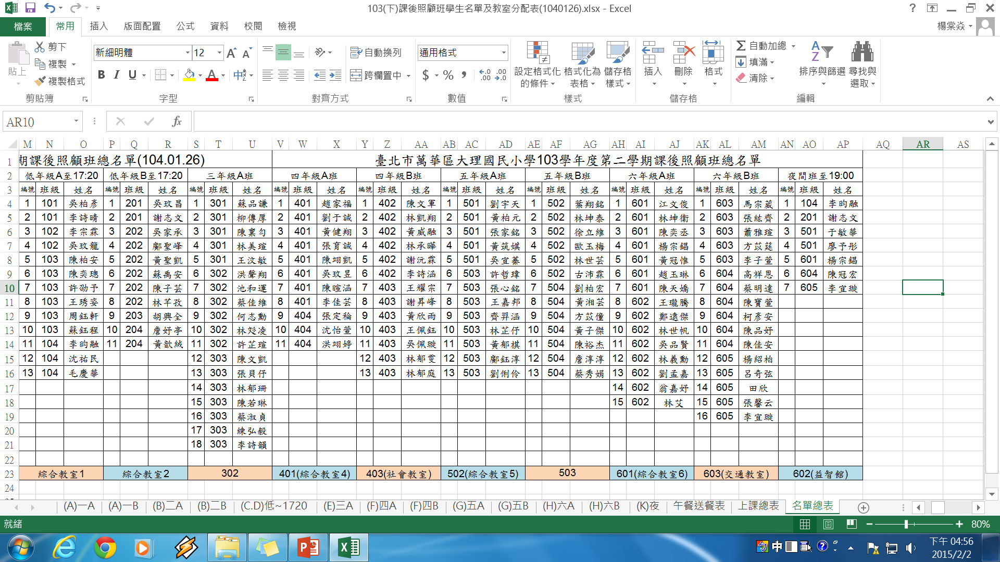 103(下)課後照顧班學生名單及教室分配表(1040126).xlsx - Excel
檔案 常用 插入 版面配置 公式 資料 校閱 檢視 楊棠焱
貼上 剪下 複製 複製格式 剪貼簿
新細明體 12 B I U A 中 字型
自動換列 跨欄置中 對齊方式
通用格式 $ % 數值
設定格式化的條件 格式化為表格 儲存格樣式 樣式
插入 刪除 格式 儲存格
自動加總 填滿 清除 排序與篩選 尋找與選取 編輯
AR10 fx
M N O P Q R S T U V W X Y Z AA AB AC AD AE AF AG AH AI AJ AK AL AM AN AO AP AQ AR AS
1 期課後照顧班總名單(104.01.26) 臺北市萬華區大理國民小學103學年度第二學期課後照顧班總名單
2 低年級A至17:20 低年級B至17:20 三年級A班 四年級A班 四年級B班 五年級A班 五年級B班 六年級A班 六年級B班 夜間班至19:00
3 編號 班級 姓名 編號 班級 姓名 編號 班級 姓名 編號 班級 姓名 編號 班級 姓名 編號 班級 姓名 編號 班級 姓名 編號 班級 姓名 編號 班級 姓名 編號 班級 姓名
4 1 101 吳柏彥 1 201 吳玟昌 1 301 蘇品謙 1 401 趙家福 1 402 陳文軍 1 501 劉宇天 1 502 葉翔銘 1 601 江文俊 1 603 馬宗葳 1 104 李昀融
5 2 101 李詩晴 2 201 謝志文 2 301 柳傳厚 2 401 劉于誠 2 402 林凱翔 2 501 黃柏元 2 502 林坤泰 2 601 林坤衛 2 603 張紘齊 2 201 謝志文
6 3 102 李宗霖 3 202 吳家承 3 301 陳稟勻 3 401 黃健翔 3 402 黃威融 3 501 張家銘 3 502 徐立維 3 601 陳奕丞 3 603 蕭雅瑄 3 501 于敏華
7 4 102 吳玟龍 4 202 鄺聖峰 4 301 林美瑄 4 401 張育誠 4 402 林承曄 4 501 黃筑娸 4 502 歐玉梅 4 601 楊宗錩 4 603 方苡莛 4 501 廖予彤
8 5 103 陳柏安 5 202 黃聖凱 5 301 王汶敏 5 401 陳翊凱 5 402 謝沅霖 5 501 吳宜蓁 5 502 林世芸 5 601 黃冠惟 5 603 李子萱 5 601 楊宗錩
9 6 103 陳奕璁 6 202 蘇禹安 6 302 洪聲翔 6 401 吳玟昱 6 402 李詩涵 6 503 許哲瑋 6 502 古沛霖 6 601 趙玉琳 6 604 高祥恩 6 604 陳冠宏
10 7 103 許劭予 7 202 陳子芸 7 302 池和運 7 401 陳暄涵 7 403 王耀宗 7 503 張心銘 7 504 劉柏宏 7 601 陳天嬌 7 604 蔡明達 7 605 李宜璇
11 8 103 王琇姿 8 202 林芊孜 8 302 蔡佳維 8 401 李佳芸 8 403 謝昇峰 8 503 王嘉邦 8 504 黃湘芸 8 602 王瓏騰 8 604 陳寶萱
12 9 103 周鈺軒 9 203 胡興全 9 302 何志勳 9 404 張定稐 9 403 黃欣雨 9 503 齊羿涵 9 504 方苡僮 9 602 鄭遠傑 9 604 柯彥安
13 10 103 蘇鈺程 10 204 詹妤亭 10 302 10 404 沈怡萱 10 403 王佩鈺 10 503 林芷伃 10 504 黃子傑 10 602 林世帆 10 604 陳品妤
14 11 104 李昀融 11 204 黃歆絨 11 302 許芷瑄 11 404 洪翊婷 11 403 吳佩璇 11 503 黃郁棋 11 504 陳裕杰 11 602 吳品賢 11 604 陳佳安
15 12 104 沈祐民 12 303 陳文凱 12 403 林郁雯 12 503 鄺鈺淳 12 504 詹淳淳 12 602 林義勳 12 605 楊紹柏
16 13 104 毛慶華 13 303 張貝伃 13 403 林郁庭 13 503 劉俐伶 13 504 蔡秀娟 13 602 劉孟嘉 13 605 呂奇弦
17 14 303 林郁珊 14 602 翁嘉妤 14 605 田欣
18 15 303 陳若琳 15 602 林艾 15 605 張馨云
19 16 303 蔡淑貞 16 605 李宜璇
20 17 303 練弘毅
21 18 303 李詩韻
22
23 綜合教室1 綜合教室2 302 401(綜合教室4) 403(社會教室) 502(綜合教室5) 503 601(綜合教室6) 603(交通教室) 602(益智館)
24
(A)一A (A)一B (B)二A (B)二B (C.D)低~1720 (E)三A (F)四A (F)四B (G)五A (G)五B (H)六A (H)六B (K)夜 午餐送餐表 上課總表 名單總表
就緒 80%
中 下午 04:56
2015/2/2